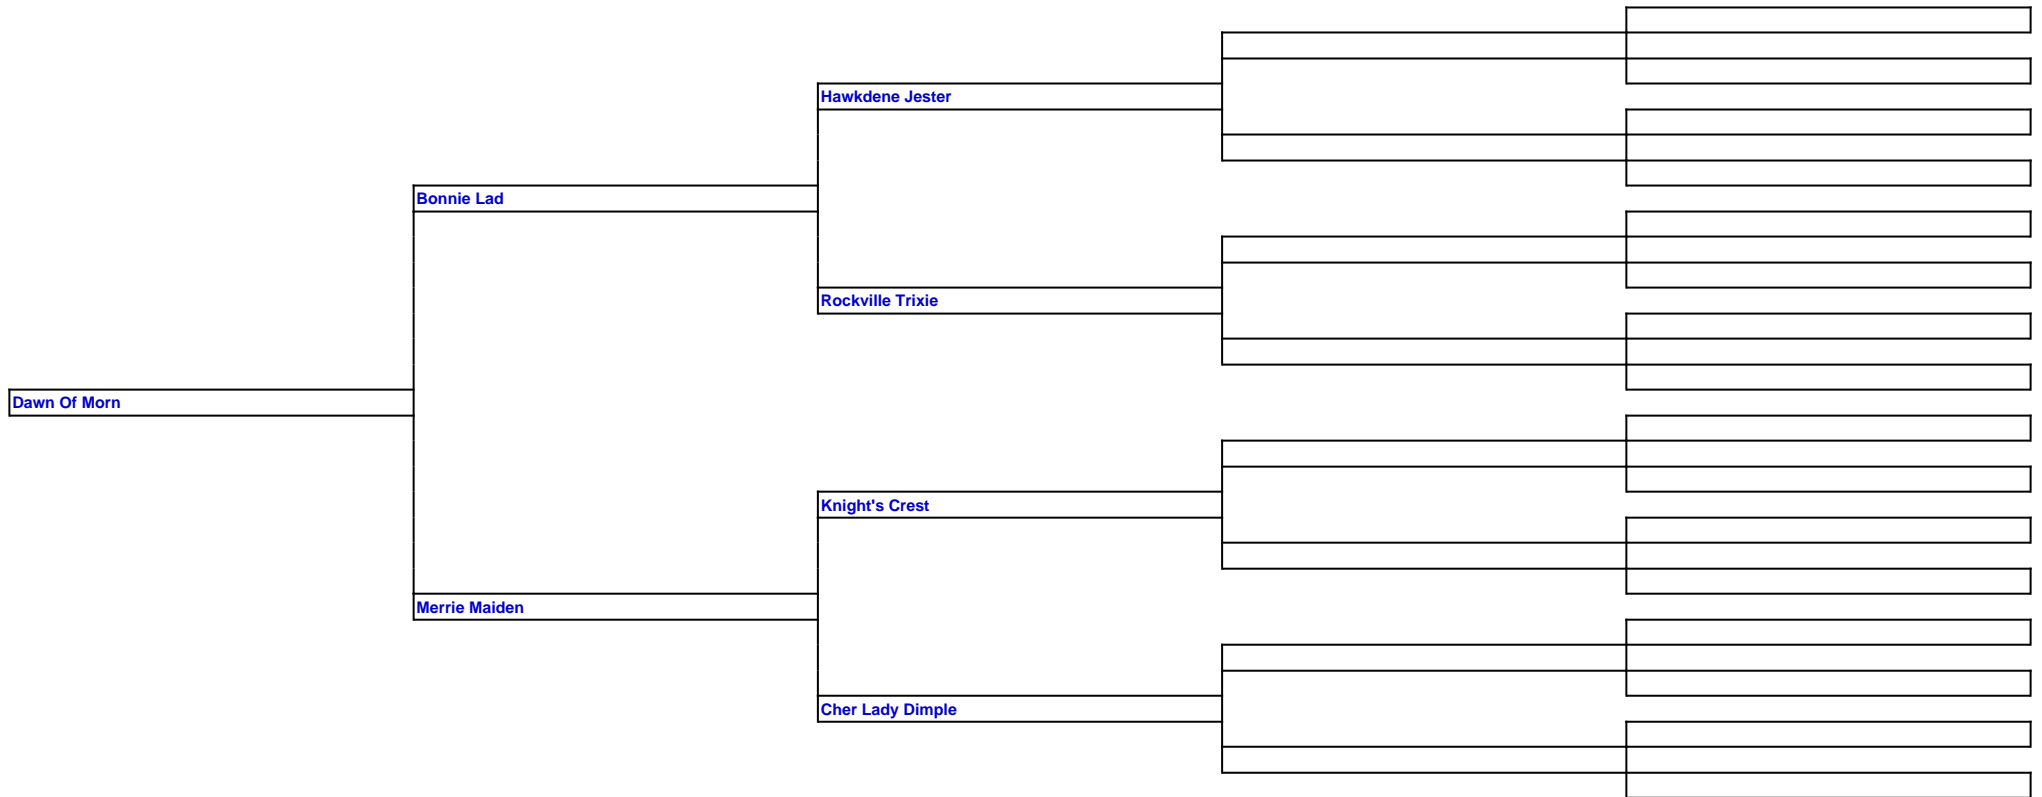 Hawkdene Jester
Bonnie Lad
Rockville Trixie
Dawn Of Morn
Knight's Crest
Merrie Maiden
Cher Lady Dimple